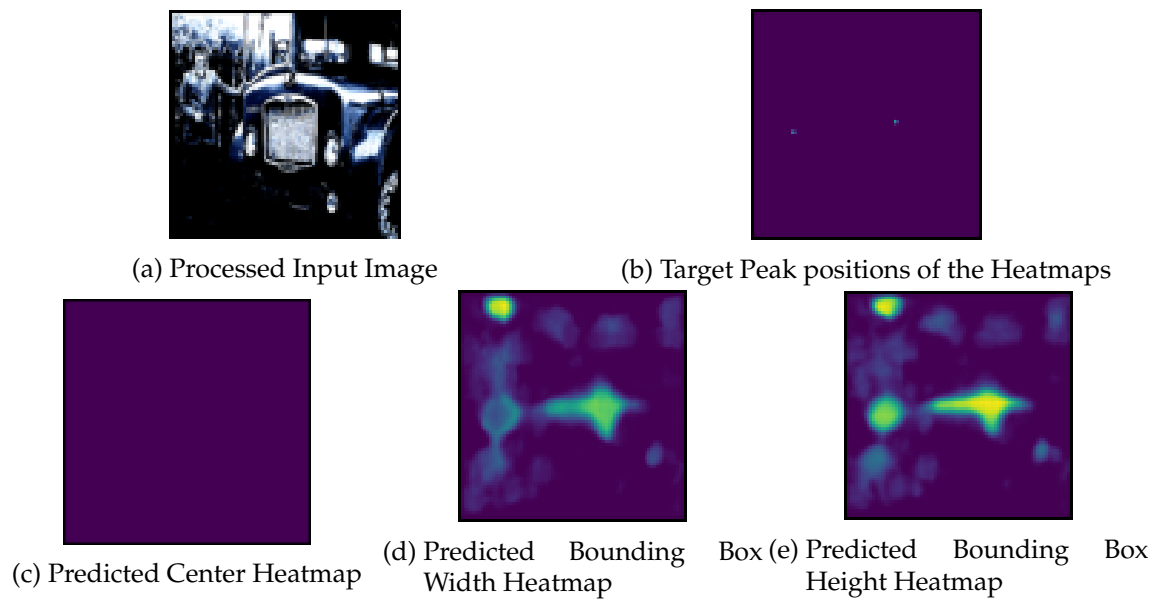 (a) Processed Input Image
(b) Target Peak positions of the Heatmaps
(c) Predicted Center Heatmap
(d) Predicted Bounding Box
Width Heatmap
(e) Predicted Bounding Box
Height Heatmap